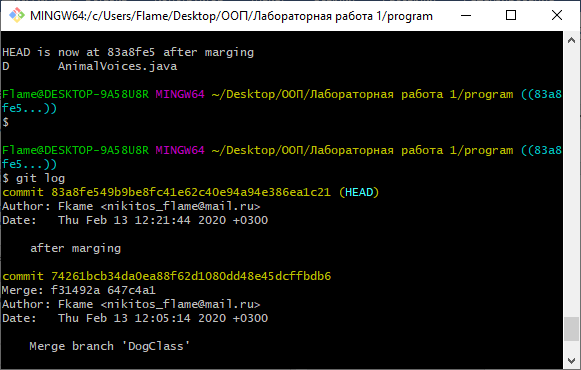 MINGW64:/c/Users/Flame/Desktop/ООП/Лабораторная работа 1/program
HEAD is now at 83a8fe5 after marging
D       AnimalVoices.java
Flame@DESKTOP-9A58U8R MINGW64 ~/Desktop/ООП/Лабораторная работа 1/program ((83a8
fe5...))
$
Flame@DESKTOP-9A58U8R MINGW64 ~/Desktop/ООП/Лабораторная работа 1/program ((83a8
fe5...))
$ git log
commit 83a8fe549b9be8fc41e62c40e94a94e386ea1c21 (HEAD)
Author: Fkame <nikitos_flame@mail.ru>
Date:   Thu Feb 13 12:21:44 2020 +0300
    after marging
commit 74261bcb34da0ea88f62d1080dd48e45dcffbdb6
Merge: f31492a 647c4a1
Author: Fkame <nikitos_flame@mail.ru>
Date:   Thu Feb 13 12:05:14 2020 +0300
    Merge branch 'DogClass'